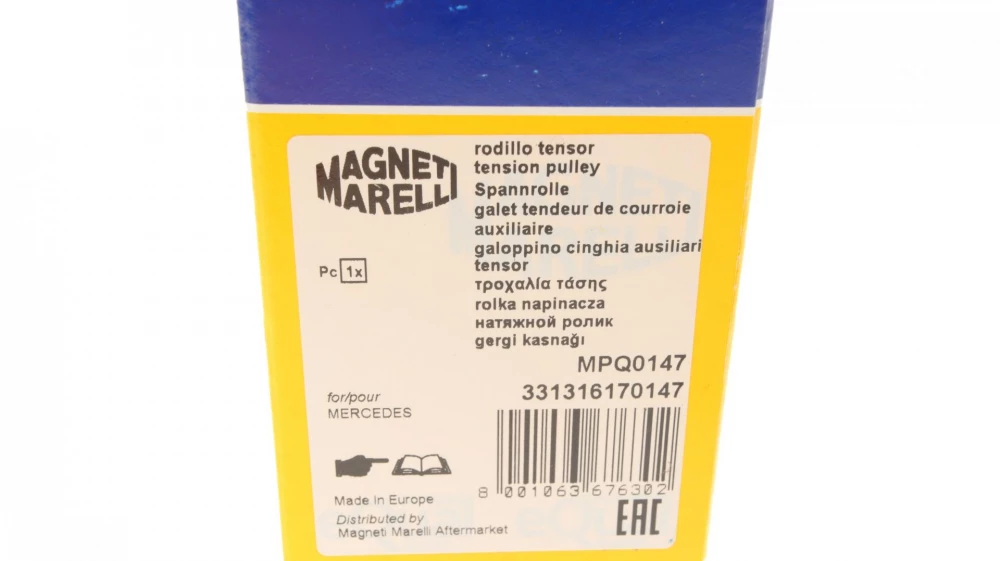 MAGNETI
MARELLI
rodillo tensor
tension pulley
Spannrolle
galet tendeur de courroie
auxiliaire
galoppino cinghia ausiliari
tensor
τροχαλία τάσης
rolka napinacza
натяжной ролик
gergi kasnağı
Pc 1x
MPQ0147
331316170147
for/pour
MERCEDES
8 001063 676302
Made In Europe
Distributed by
Magneti Marelli Aftermarket
EAC